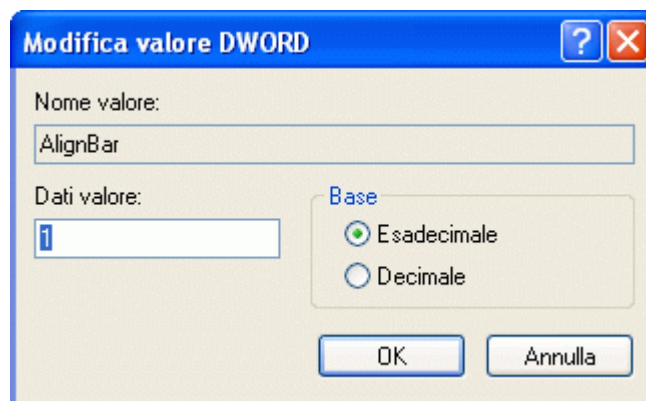 Modifica valore DWORD
Nome valore:
AlignBar
Dati valore:
1
Base
Esadecimale
Decimale
OK
Annulla